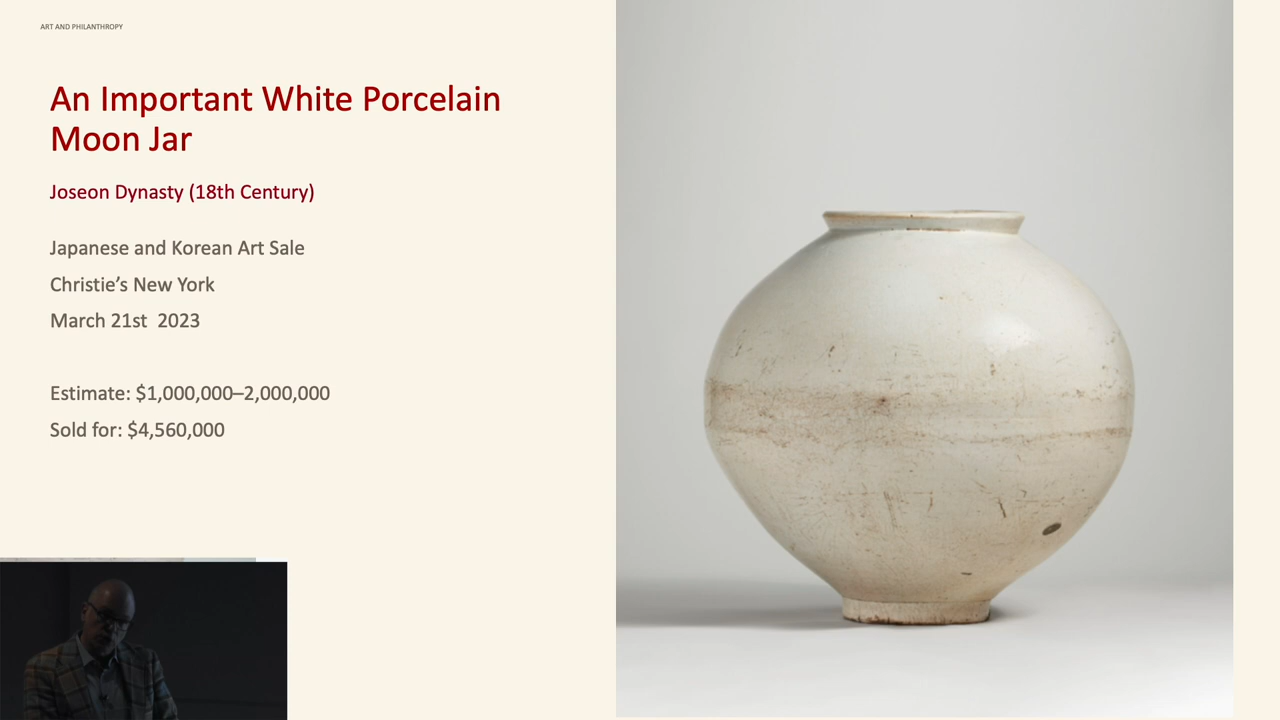 ART AND PHILANTHROPY
An Important White Porcelain
Moon Jar
Joseon Dynasty (18th Century)
Japanese and Korean Art Sale
Christie’s New York
March 21st  2023
Estimate: $1,000,000–2,000,000
Sold for: $4,560,000